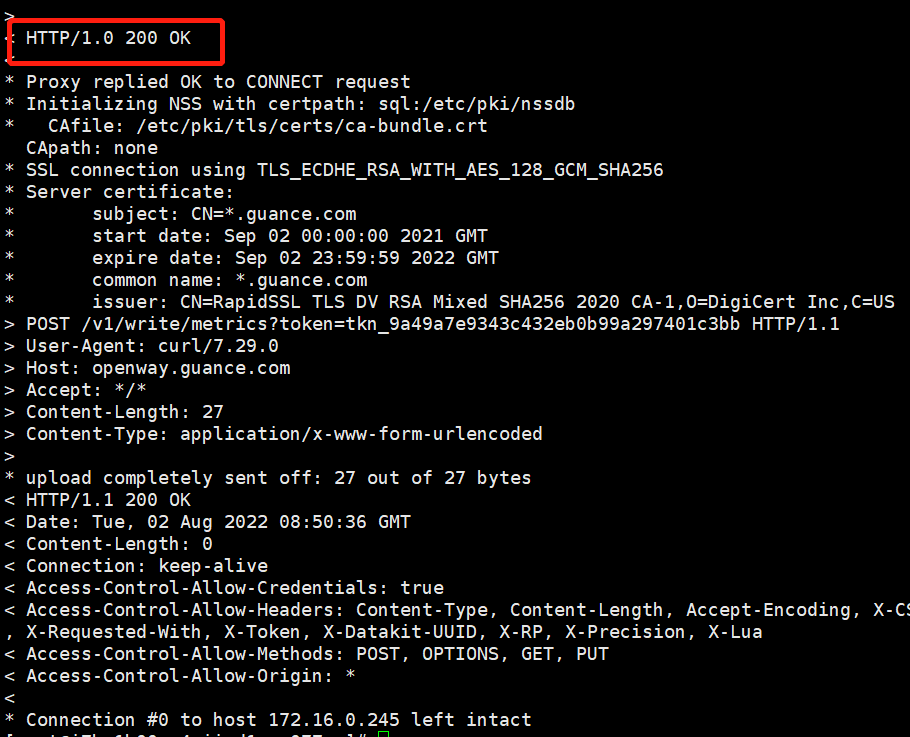 >
< HTTP/1.0 200 OK
<
* Proxy replied OK to CONNECT request
* Initializing NSS with certpath: sql:/etc/pki/nssdb
*   CAfile: /etc/pki/tls/certs/ca-bundle.crt
  CApath: none
* SSL connection using TLS_ECDHE_RSA_WITH_AES_128_GCM_SHA256
* Server certificate:
*       subject: CN=*.guance.com
*       start date: Sep 02 00:00:00 2021 GMT
*       expire date: Sep 02 23:59:59 2022 GMT
*       common name: *.guance.com
*       issuer: CN=RapidSSL TLS DV RSA Mixed SHA256 2020 CA-1,O=DigiCert Inc,C=US
> POST /v1/write/metrics?token=tkn_9a49a7e9343c432eb0b99a297401c3bb HTTP/1.1
> User-Agent: curl/7.29.0
> Host: openway.guance.com
> Accept: */*
> Content-Length: 27
> Content-Type: application/x-www-form-urlencoded
>
* upload completely sent off: 27 out of 27 bytes
< HTTP/1.1 200 OK
< Date: Tue, 02 Aug 2022 08:50:36 GMT
< Content-Length: 0
< Connection: keep-alive
< Access-Control-Allow-Credentials: true
< Access-Control-Allow-Headers: Content-Type, Content-Length, Accept-Encoding, X-CS
, X-Requested-With, X-Token, X-Datakit-UUID, X-RP, X-Precision, X-Lua
< Access-Control-Allow-Methods: POST, OPTIONS, GET, PUT
< Access-Control-Allow-Origin: *
<
* Connection #0 to host 172.16.0.245 left intact